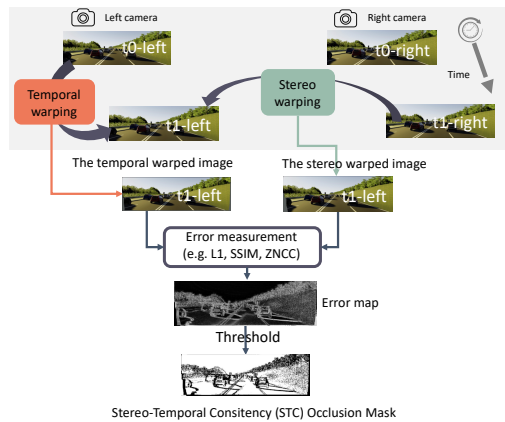 Left camera
Right camera
t0-left
t0-right
Time
Temporal
warping
Stereo
warping
t1-left
t1-right
The temporal warped image
The stereo warped image
t1-left
t1-left
Error measurement
(e.g. L1, SSIM, ZNCC)
Error map
Threshold
Stereo-Temporal Consitency (STC) Occlusion Mask